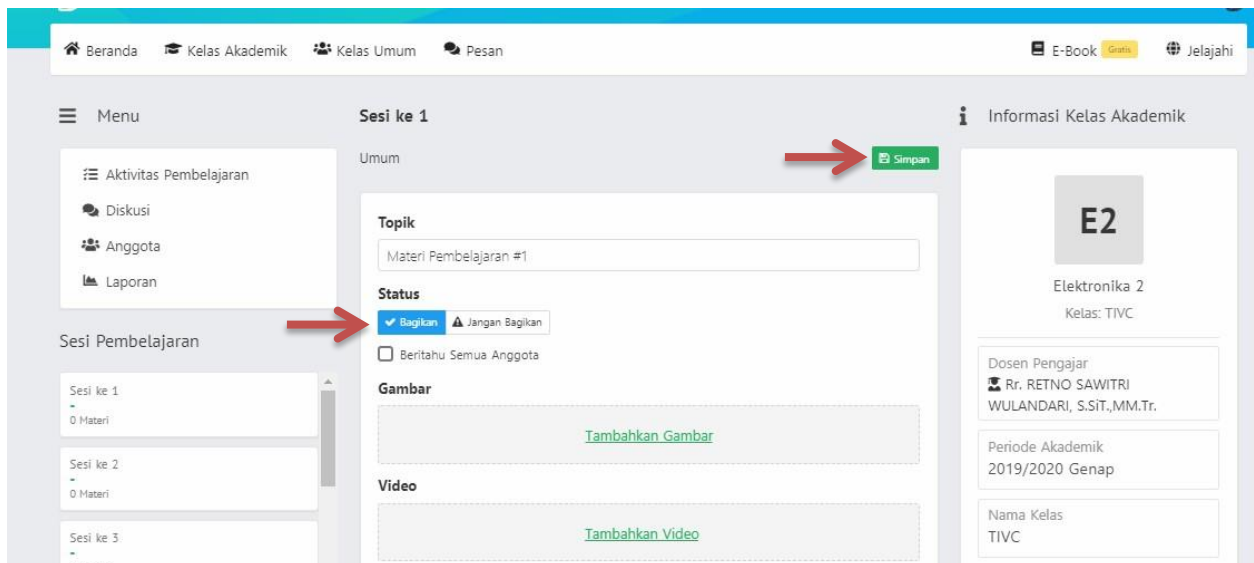 Beranda Kelas Akademik Kelas Umum Pesan E-Book Gratis Jelajahi
Menu
Aktivitas Pembelajaran
Diskusi
Anggota
Laporan
Sesi Pembelajaran
Sesi ke 1
-
0 Materi
Sesi ke 2
-
0 Materi
Sesi ke 3
-
Sesi ke 1
Umum
Simpan
Topik
Materi Pembelajaran #1
Status
Bagikan Jangan Bagikan
Beritahu Semua Anggota
Gambar
Tambahkan Gambar
Video
Tambahkan Video
Informasi Kelas Akademik
E2
Elektronika 2
Kelas: TIVC
Dosen Pengajar
Rr. RETNO SAWITRI
WULANDARI, S.SiT.,MM.Tr.
Periode Akademik
2019/2020 Genap
Nama Kelas
TIVC